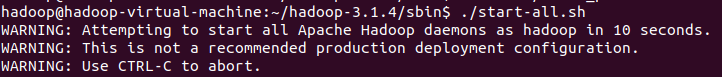 hadoop@hadoop-virtual-machine:~/hadoop-3.1.4/sbin$ ./start-all.sh
WARNING: Attempting to start all Apache Hadoop daemons as hadoop in 10 seconds.
WARNING: This is not a recommended production deployment configuration.
WARNING: Use CTRL-C to abort.